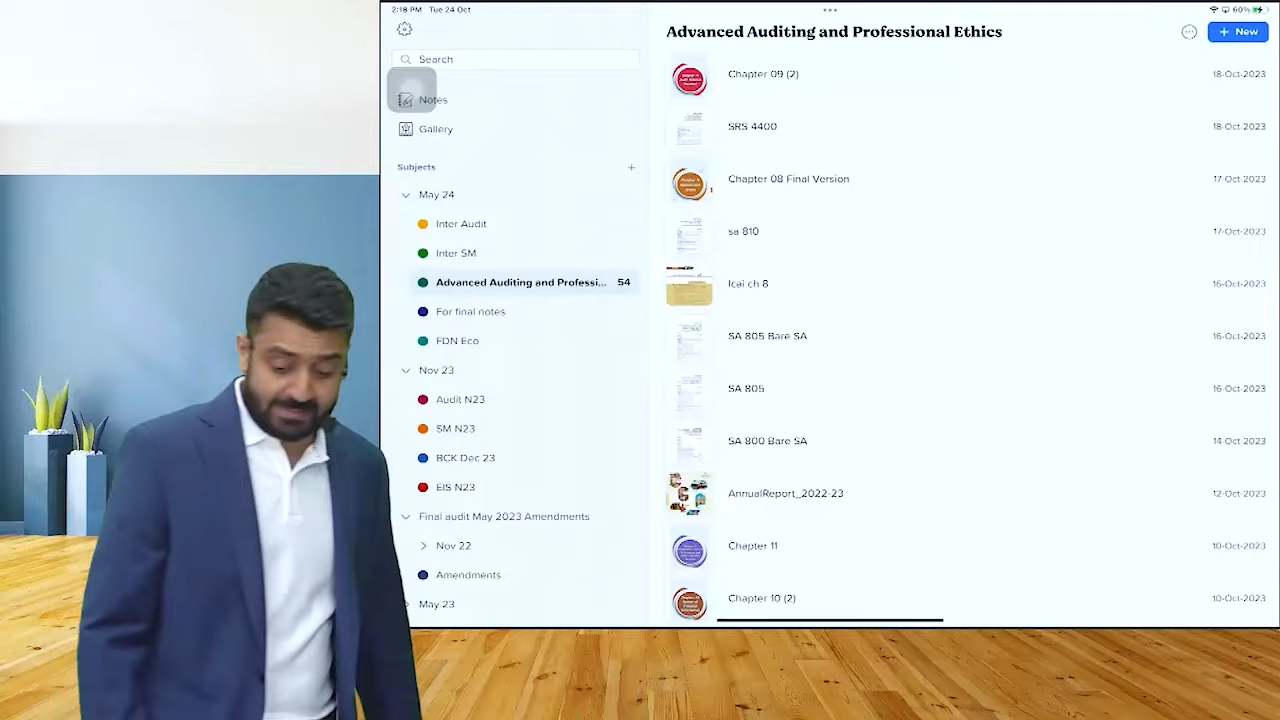 2:18 PM Tue 24 Oct
60%
Search
Notes
Gallery
Subjects
May 24
Inter Audit
Inter SM
Advanced Auditing and Professi... 54
For final notes
FDN Eco
Nov 23
Audit N23
SM N23
BCK Dec 23
EIS N23
Final audit May 2023 Amendments
Nov 22
Amendments
May 23
Advanced Auditing and Professional Ethics
+ New
Chapter 09 (2) 18-Oct-2023
SRS 4400 18-Oct-2023
Chapter 08 Final Version 17-Oct-2023
sa 810 17-Oct-2023
Icai ch 8 16-Oct-2023
SA 805 Bare SA 16-Oct-2023
SA 805 16-Oct-2023
SA 800 Bare SA 14-Oct-2023
AnnualReport_2022-23 12-Oct-2023
Chapter 11 10-Oct-2023
Chapter 10 (2) 10-Oct-2023